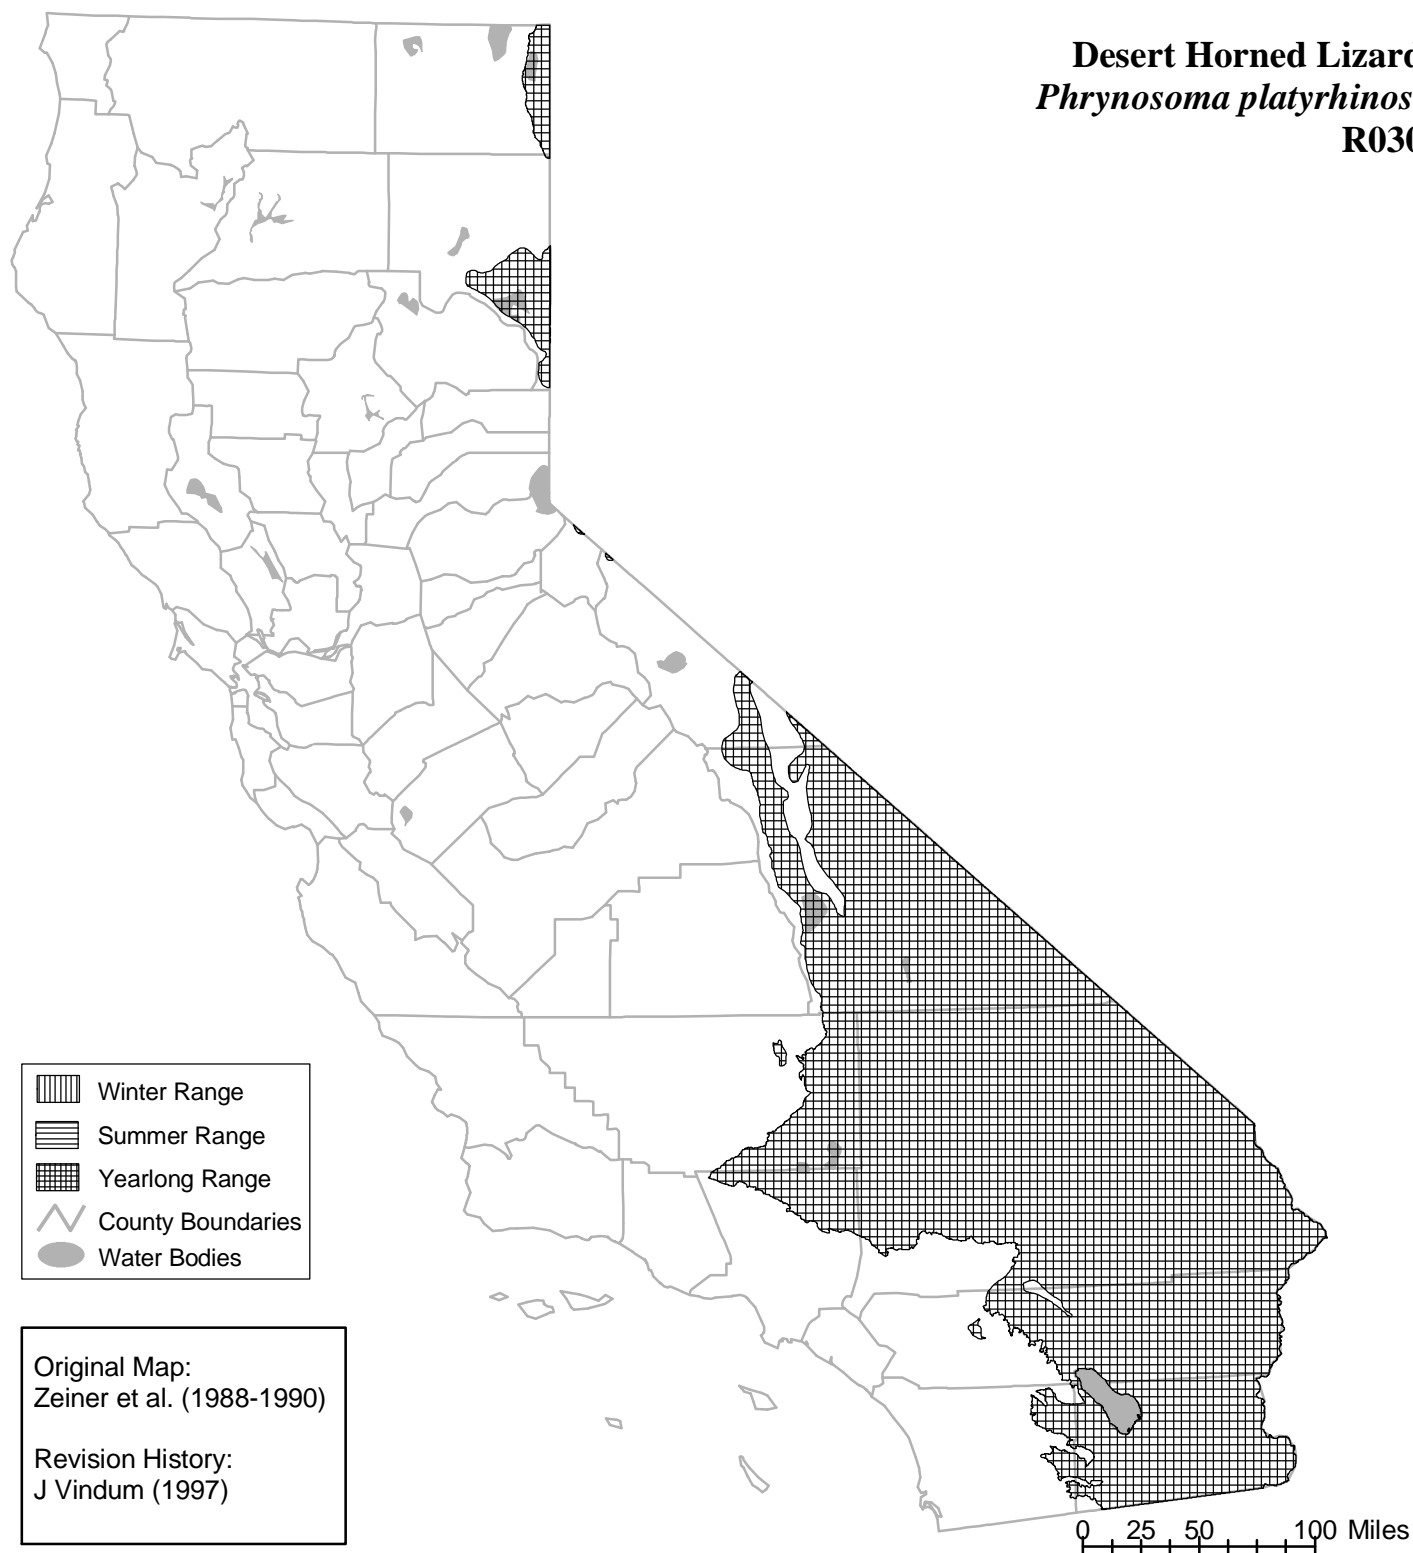 Desert Horned Lizard
Phrynosoma platyrhinos
R030
Winter Range
Summer Range
Yearlong Range
County Boundaries
Water Bodies
Original Map:
Zeiner et al. (1988-1990)
Revision History:
J Vindum (1997)
0 25 50 100 Miles